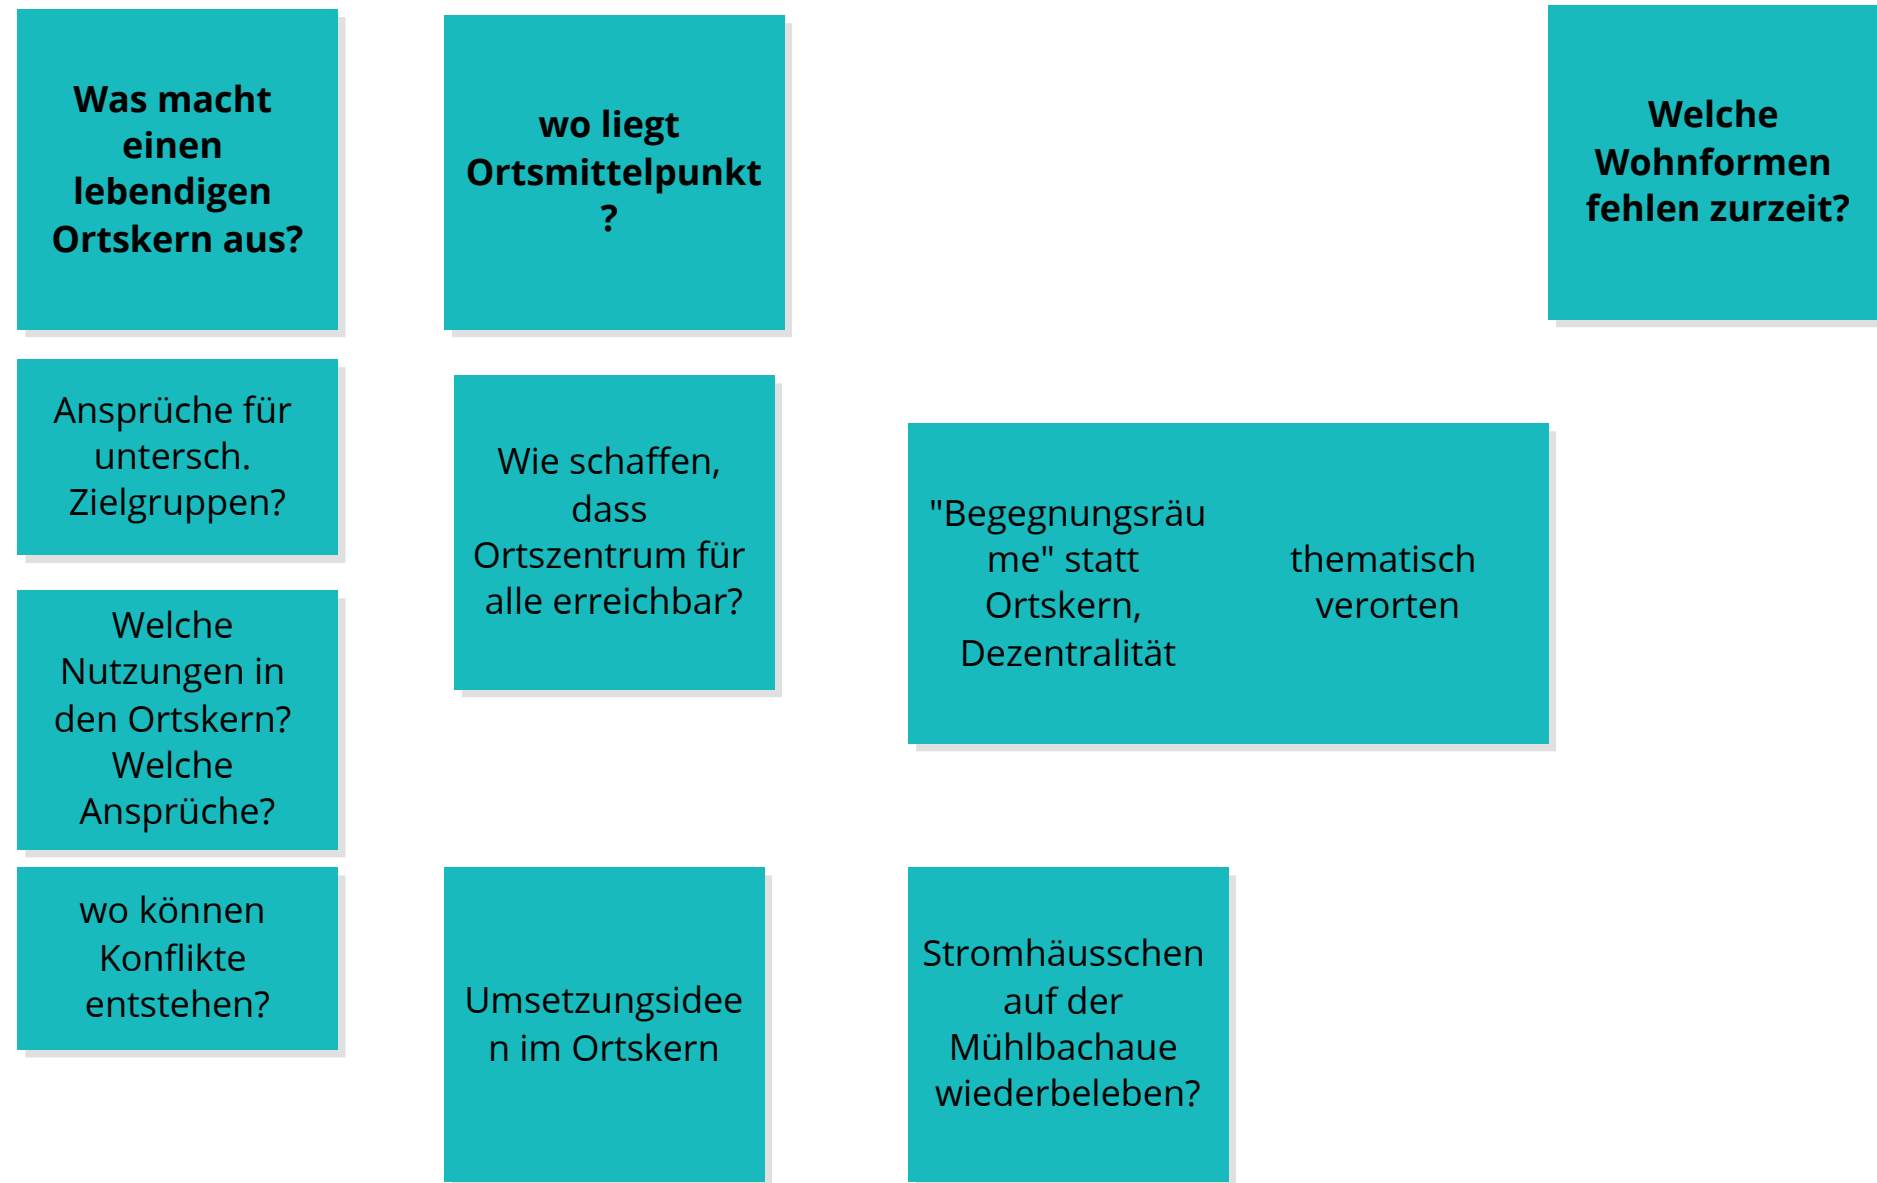 Was macht
einen
lebendigen
Ortskern aus?
Ansprüche für
untersch.
Zielgruppen?
Welche
Nutzungen in
den Ortskern?
Welche
Ansprüche?
wo können
Konflikte
entstehen?
wo liegt
Ortsmittelpunkt
?
Wie schaffen,
dass
Ortszentrum für
alle erreichbar?
Umsetzungsidee
n im Ortskern
"Begegnungsräu
me" statt
Ortskern,
Dezentralität
thematisch
verorten
Stromhäusschen
auf der
Mühlbachaue
wiederbeleben?
Welche
Wohnformen
fehlen zurzeit?